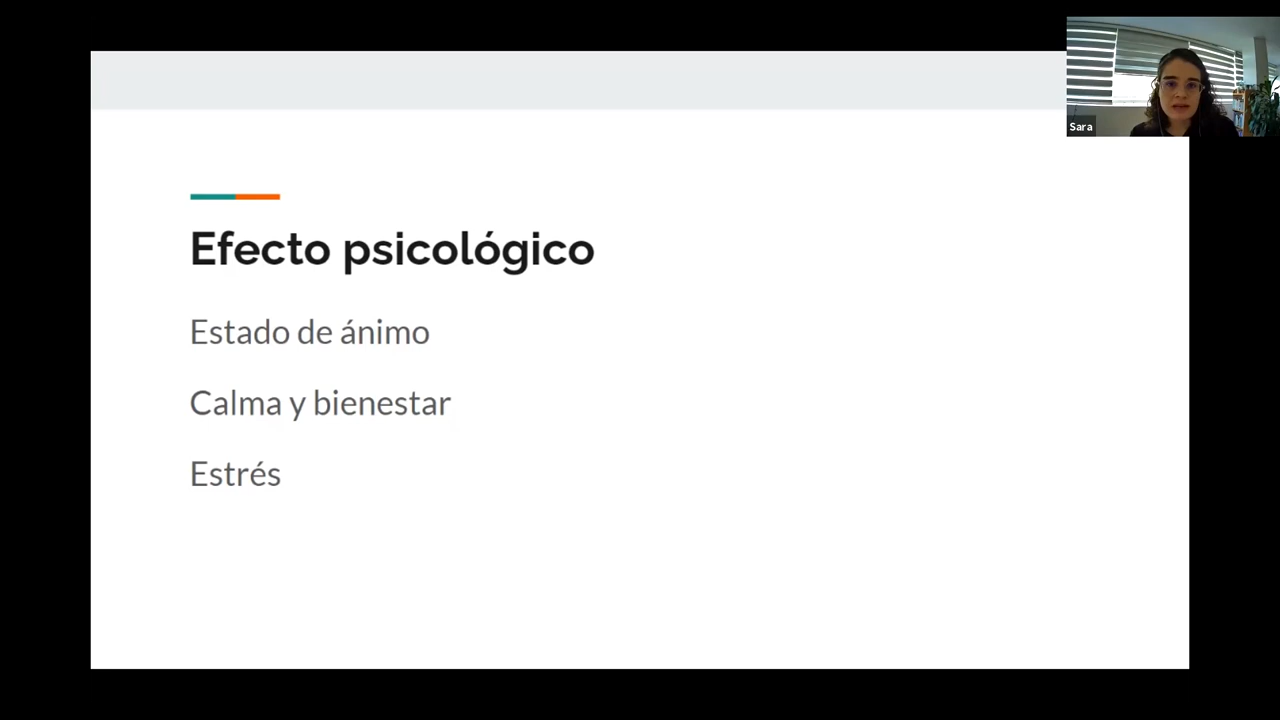 Sara
Efecto psicológico
Estado de ánimo
Calma y bienestar
Estrés